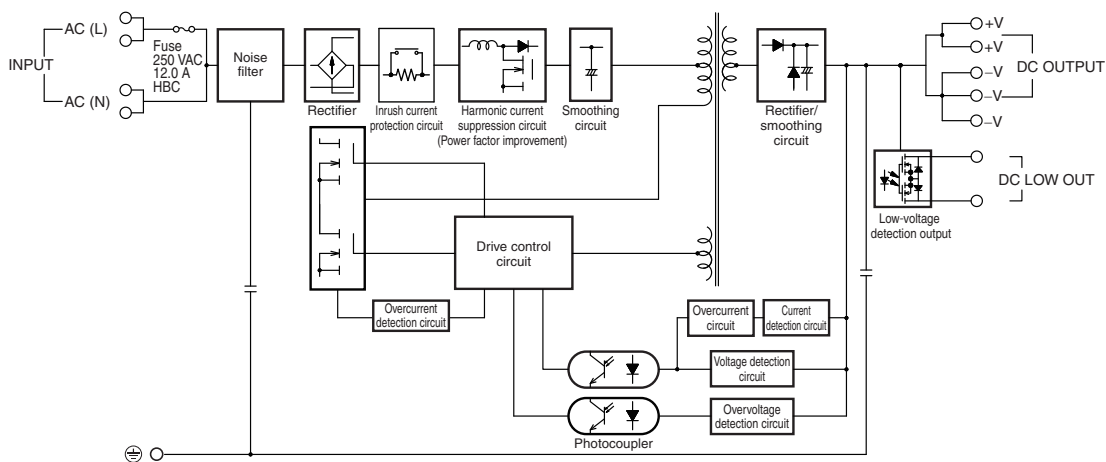 INPUT
AC (L)
AC (N)
Fuse
250 VAC
12.0 A
HBC
Noise
filter
Rectifier
Inrush current
protection circuit
Harmonic current
suppression circuit
(Power factor improvement)
Smoothing
circuit
Rectifier/
smoothing
circuit
+V
+V
−V
−V
−V
DC OUTPUT
DC LOW OUT
Low-voltage
detection output
Drive control
circuit
Overcurrent
detection circuit
Overcurrent
circuit
Current
detection circuit
Voltage detection
circuit
Overvoltage
detection circuit
Photocoupler